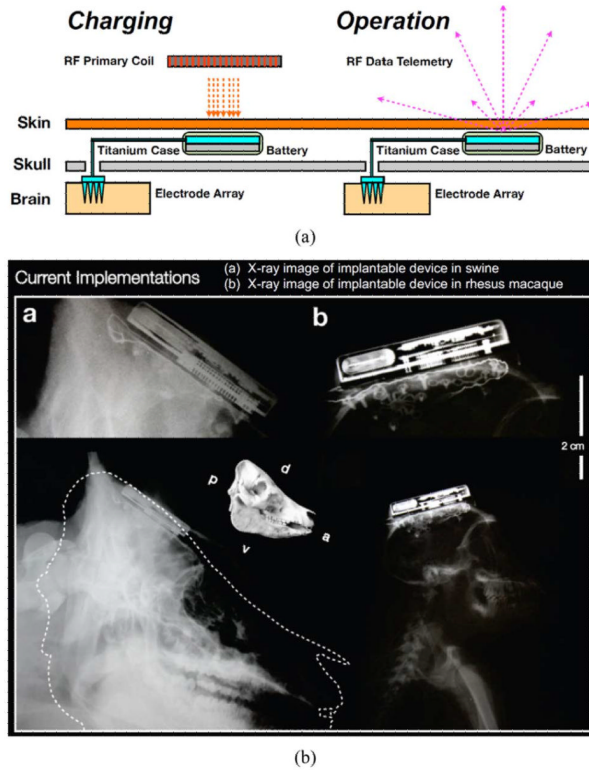 Charging
Operation
RF Primary Coil
RF Data Telemetry
Skin
Titanium Case
Battery
Titanium Case
Battery
Skull
Brain
Electrode Array
Electrode Array
(a)
Current Implementations
(a) X-ray image of implantable device in swine
(b) X-ray image of implantable device in rhesus macaque
a
b
2 cm
d
p
v
a
(b)